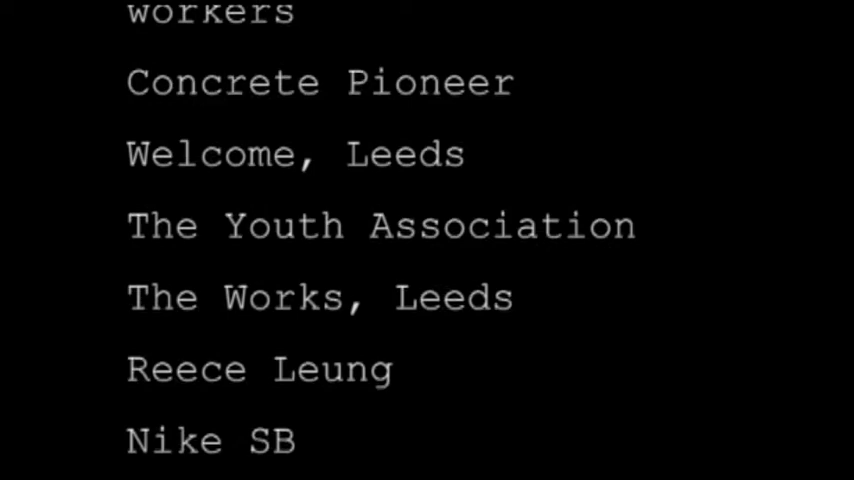 workers
Concrete Pioneer
Welcome, Leeds
The Youth Association
The Works, Leeds
Reece Leung
Nike SB